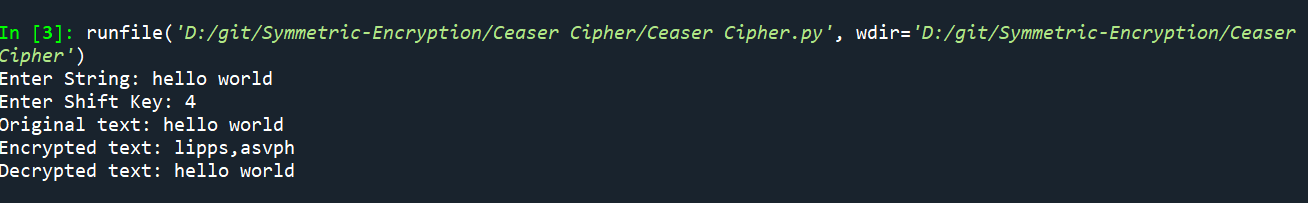 In [3]: runfile('D:/git/Symmetric-Encryption/Ceaser Cipher/Ceaser Cipher.py', wdir='D:/git/Symmetric-Encryption/Ceaser
Cipher')
Enter String: hello world
Enter Shift Key: 4
Original text: hello world
Encrypted text: lipps,asvph
Decrypted text: hello world